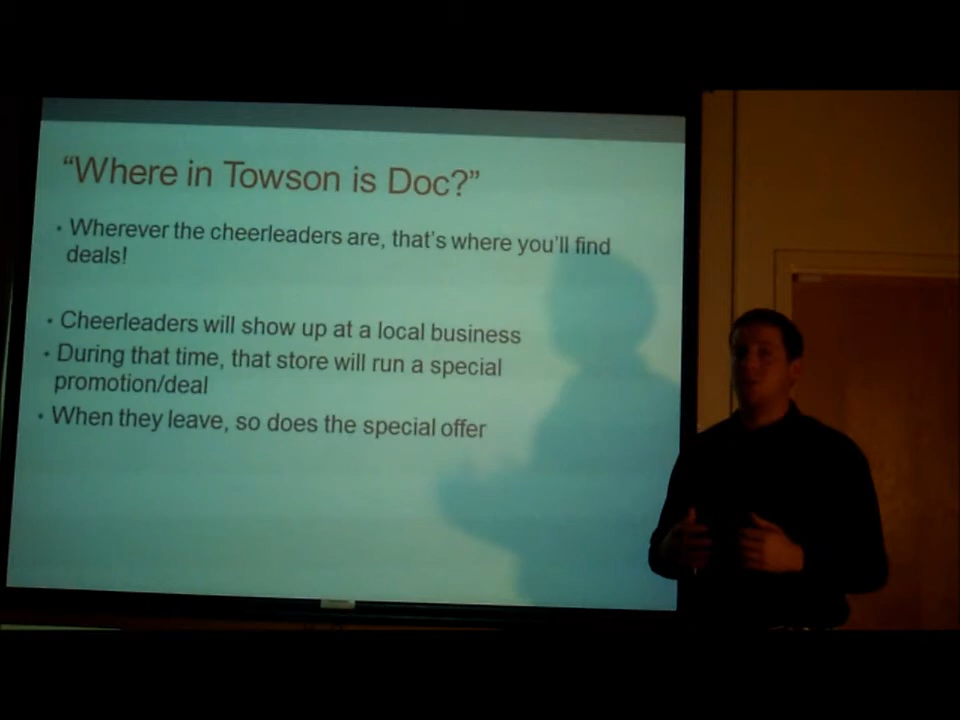 “Where in Towson is Doc?”
• Wherever the cheerleaders are, that’s where you’ll find
deals!
• Cheerleaders will show up at a local business
• During that time, that store will run a special
promotion/deal
• When they leave, so does the special offer